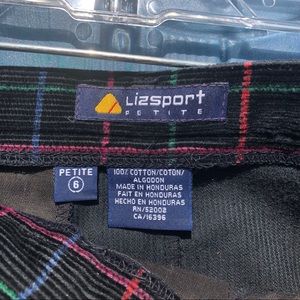 Lizsport
PETITE
PETITE
6
100% COTTON/COTON/
ALGODON
MADE IN HONDURAS
FAIT EN HONDURAS
HECHO EN HONDURAS
RN/52002
CA/16396